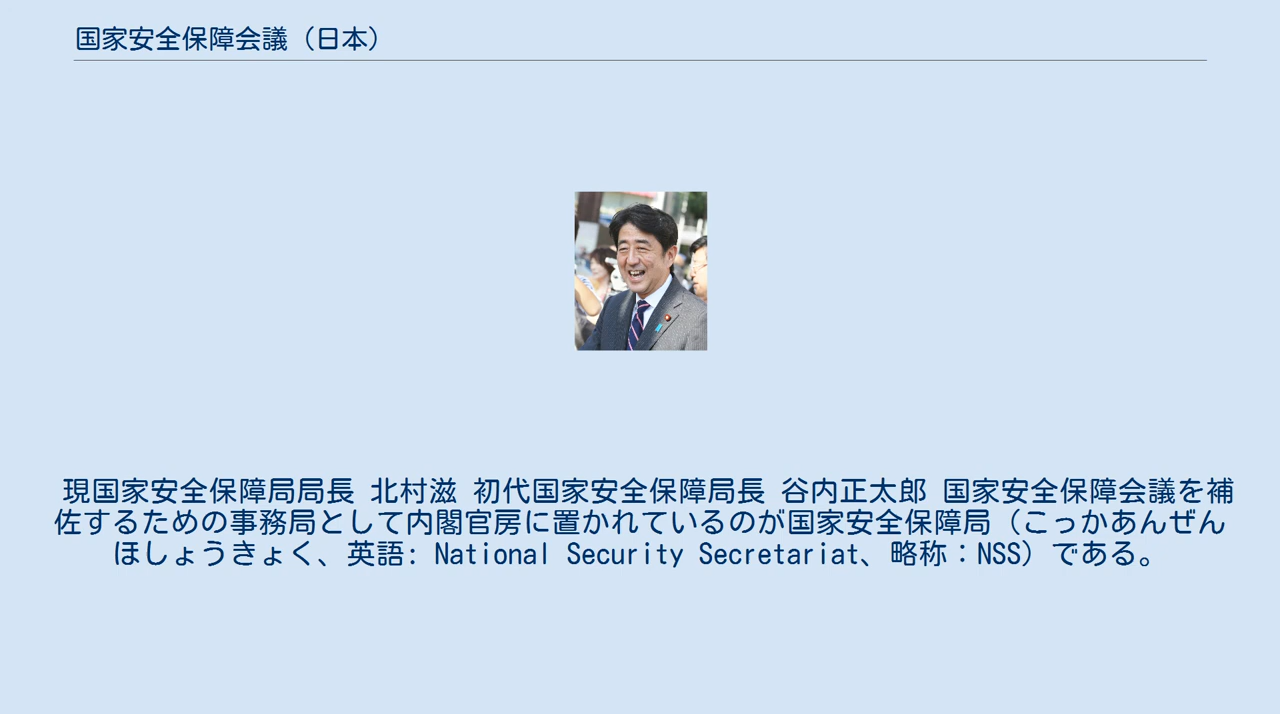 国家安全保障会議（日本）
現国家安全保障局局長 北村滋 初代国家安全保障局長 谷内正太郎 国家安全保障会議を補
佐するための事務局として内閣官房に置かれているのが国家安全保障局（こっかあんぜん
ほしょうきょく、英語: National Security Secretariat、略称：NSS）である。